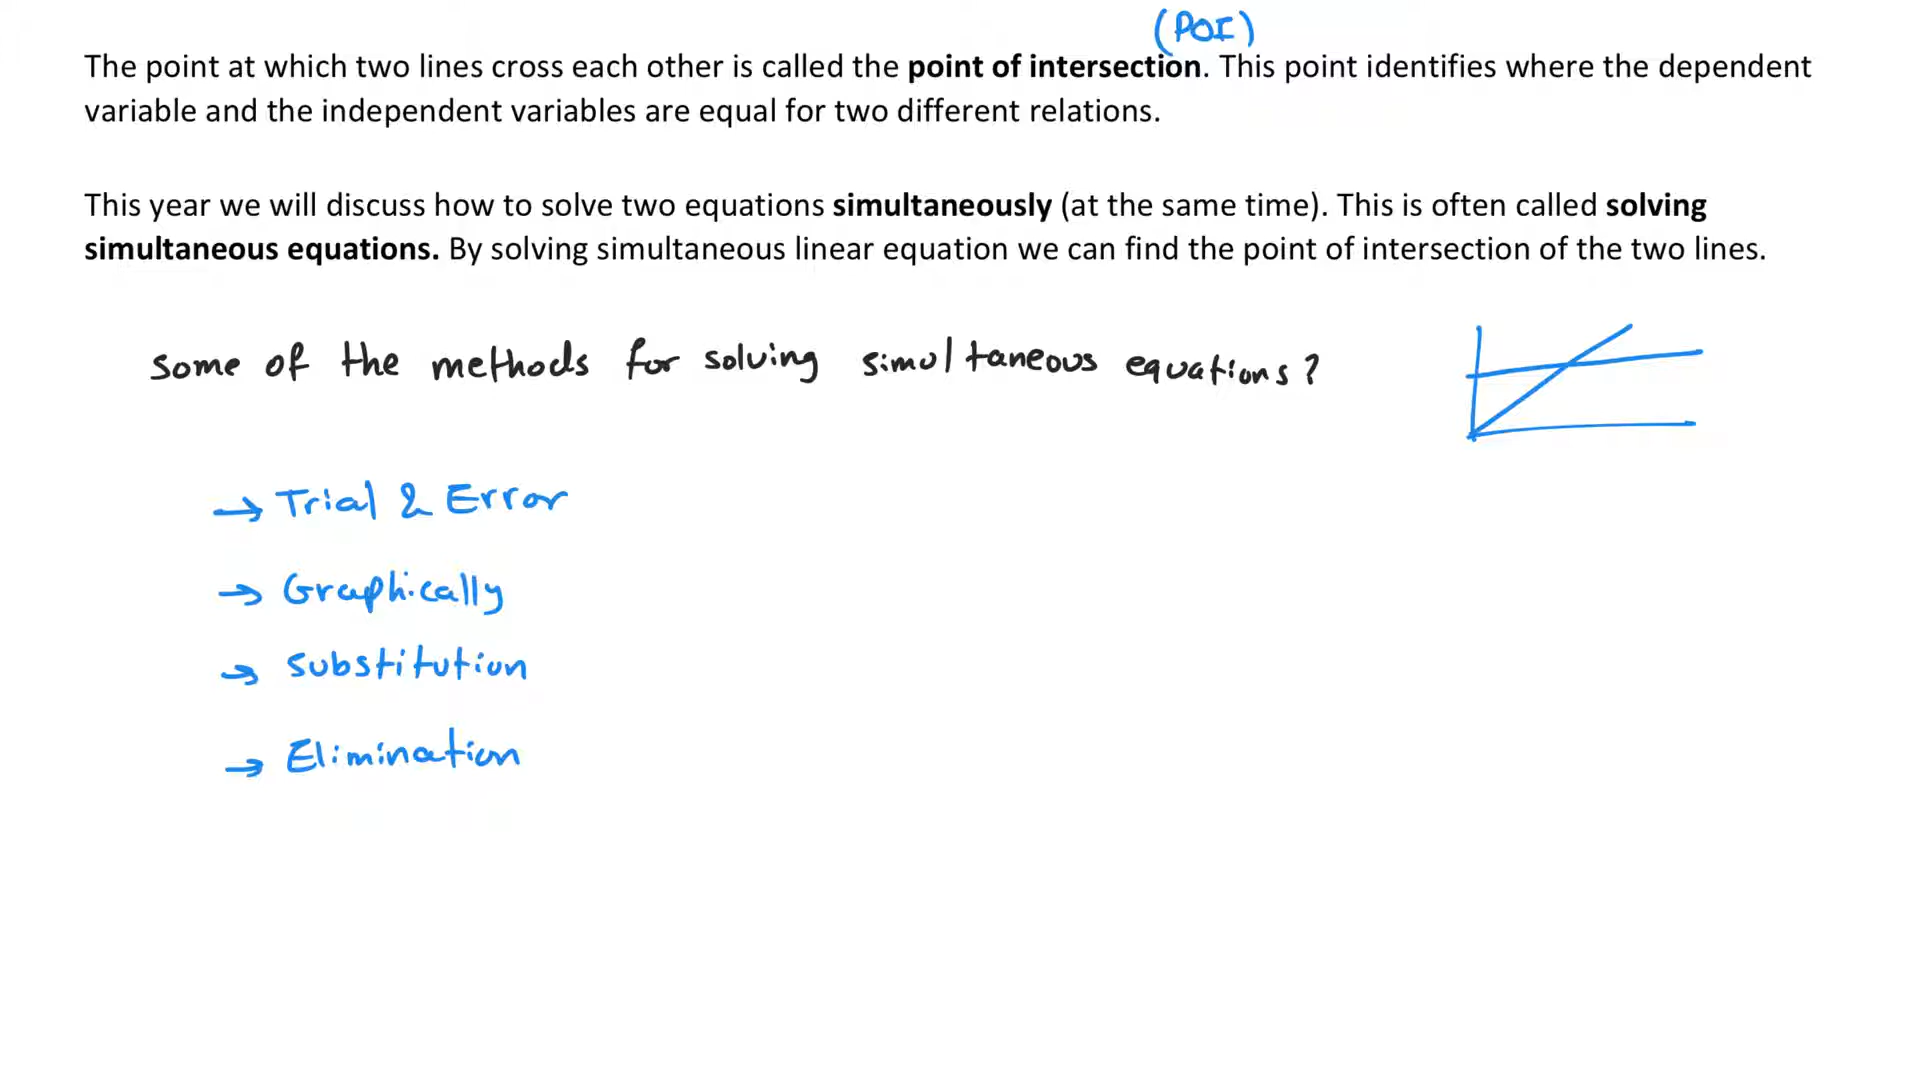 (POI)
The point at which two lines cross each other is called the point of intersection. This point identifies where the dependent
variable and the independent variables are equal for two different relations.
This year we will discuss how to solve two equations simultaneously (at the same time). This is often called solving
simultaneous equations. By solving simultaneous linear equation we can find the point of intersection of the two lines.
some of the methods for solving simultaneous equations?
→ Trial & Error
→ Graphically
→ Substitution
→ Elimination